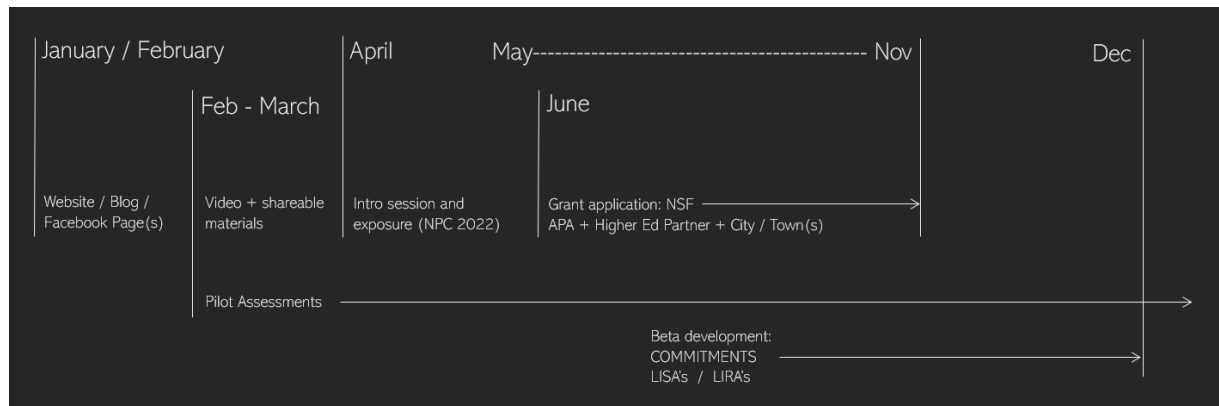 January / February
April
May------------------------------------------- Nov
Dec
Feb - March
June
Website / Blog /
Facebook Page(s)
Video + shareable
materials
Intro session and
exposure (NPC 2022)
Grant application: NSF
APA + Higher Ed Partner + City / Town(s)
Pilot Assessments
Beta development:
COMMITMENTS
LISA's / LIRA's